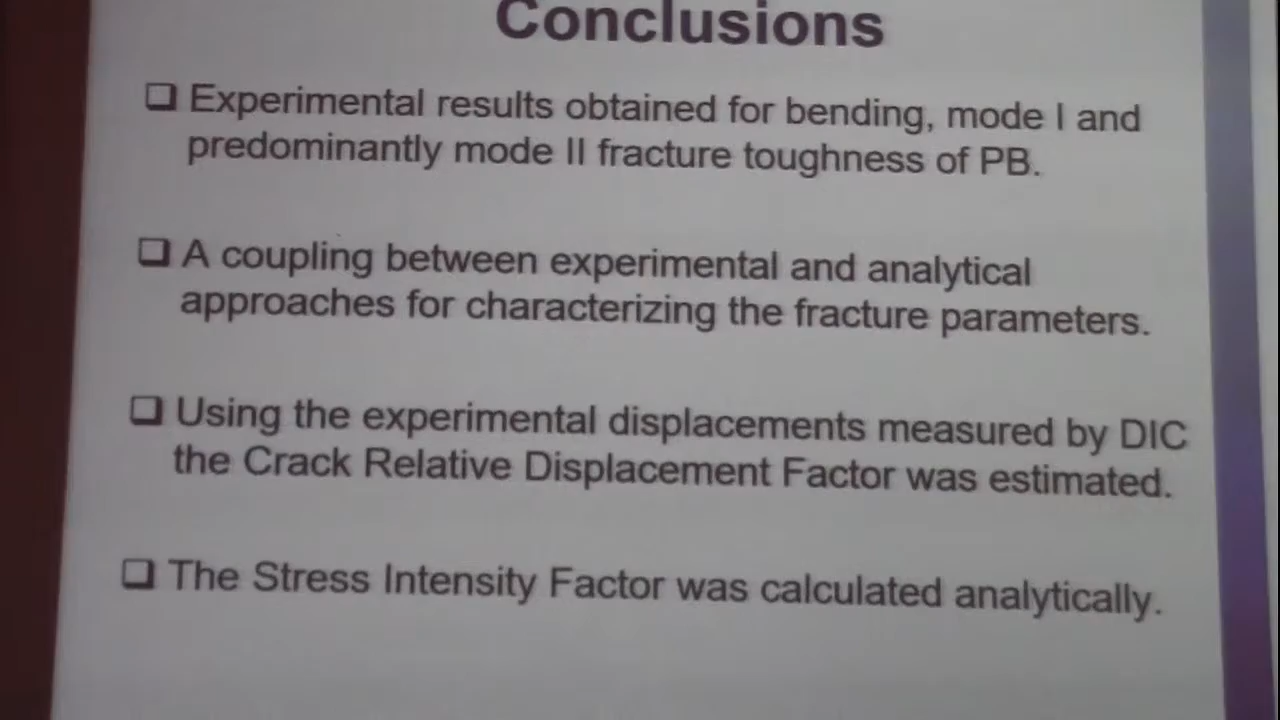 Conclusions
❑ Experimental results obtained for bending, mode I and
predominantly mode II fracture toughness of PB.
❑ A coupling between experimental and analytical
approaches for characterizing the fracture parameters.
❑ Using the experimental displacements measured by DIC
the Crack Relative Displacement Factor was estimated.
❑ The Stress Intensity Factor was calculated analytically.